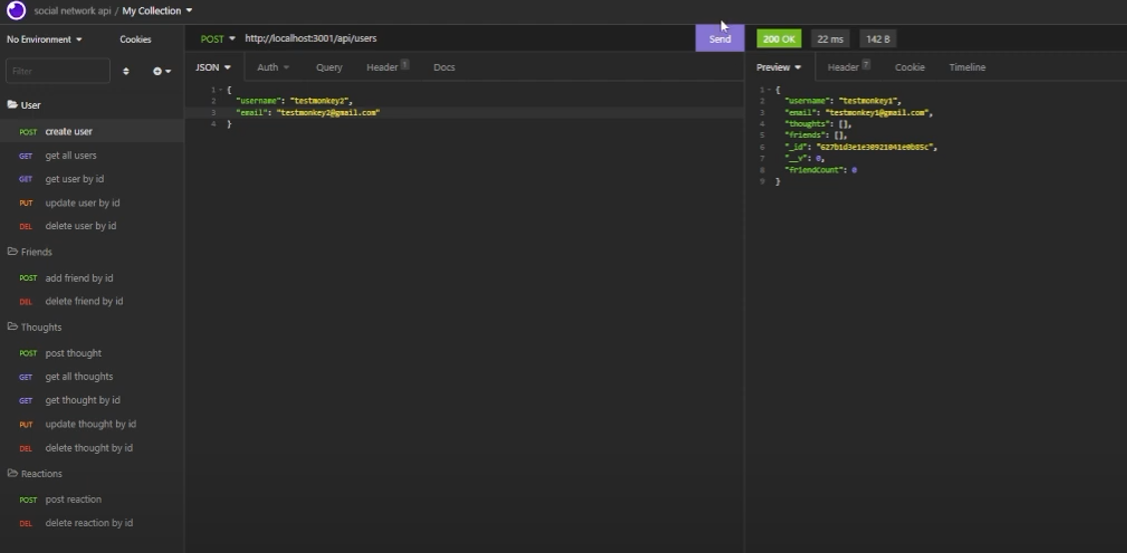 social network api / My Collection
No Environment
Cookies
Filter
User
POST create user
GET get all users
GET get user by id
PUT update user by id
DEL delete user by id
Friends
POST add friend by id
DEL delete friend by id
Thoughts
POST post thought
GET get all thoughts
GET get thought by id
PUT update thought by id
DEL delete thought by id
Reactions
POST post reaction
DEL delete reaction by id
POST http://localhost:3001/api/users Send
JSON Auth Query Header 1 Docs
1 {
2 "username": "testmonkey2",
3 "email": "testmonkey2@gmail.com"
4 }
200 OK 22 ms 142 B
Preview Header 7 Cookie Timeline
1 {
2 "username": "testmonkey1",
3 "email": "testmonkey1@gmail.com",
4 "thoughts": [],
5 "friends": [],
6 "_id": "627b1d3e1e30921041e0b85c",
7 "__v": 0,
8 "friendCount": 0
9 }